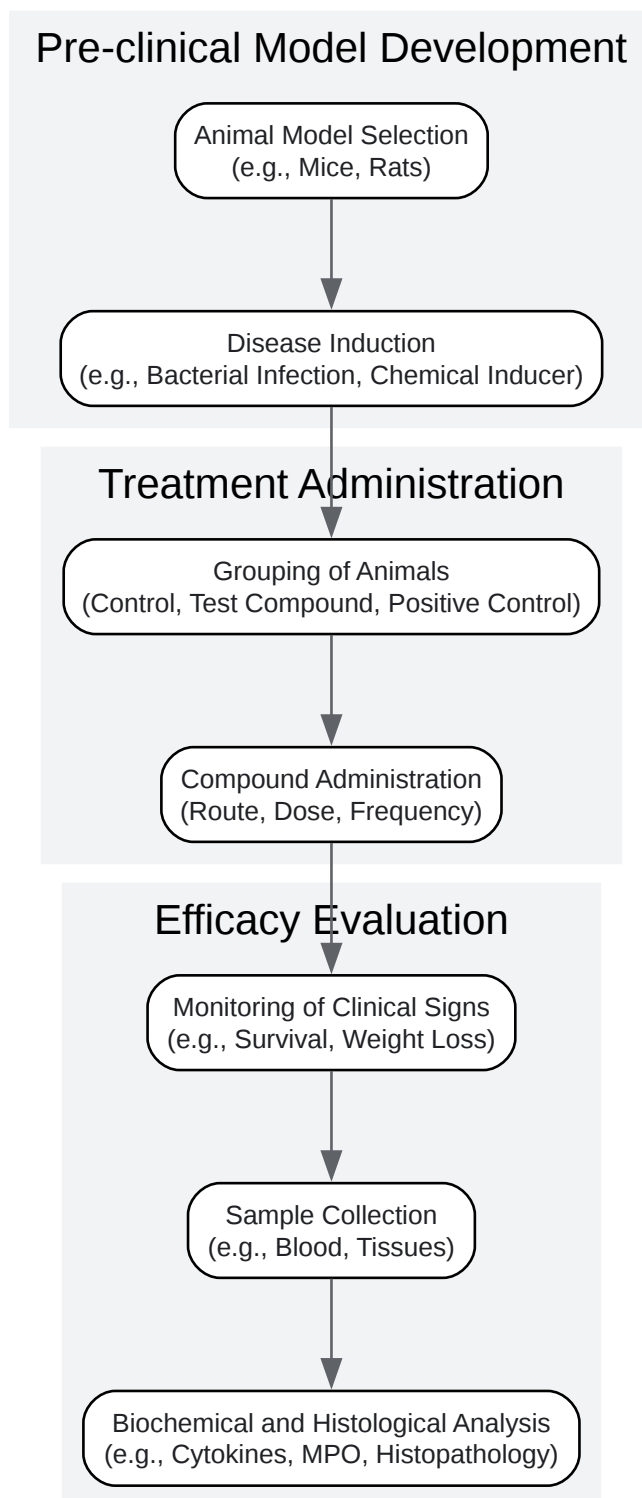 Pre-clinical Model Development
Animal Model Selection
(e.g., Mice, Rats)
Disease Induction
(e.g., Bacterial Infection, Chemical Inducer)
Treatment Administration
Grouping of Animals
(Control, Test Compound, Positive Control)
Compound Administration
(Route, Dose, Frequency)
Efficacy Evaluation
Monitoring of Clinical Signs
(e.g., Survival, Weight Loss)
Sample Collection
(e.g., Blood, Tissues)
Biochemical and Histological Analysis
(e.g., Cytokines, MPO, Histopathology)